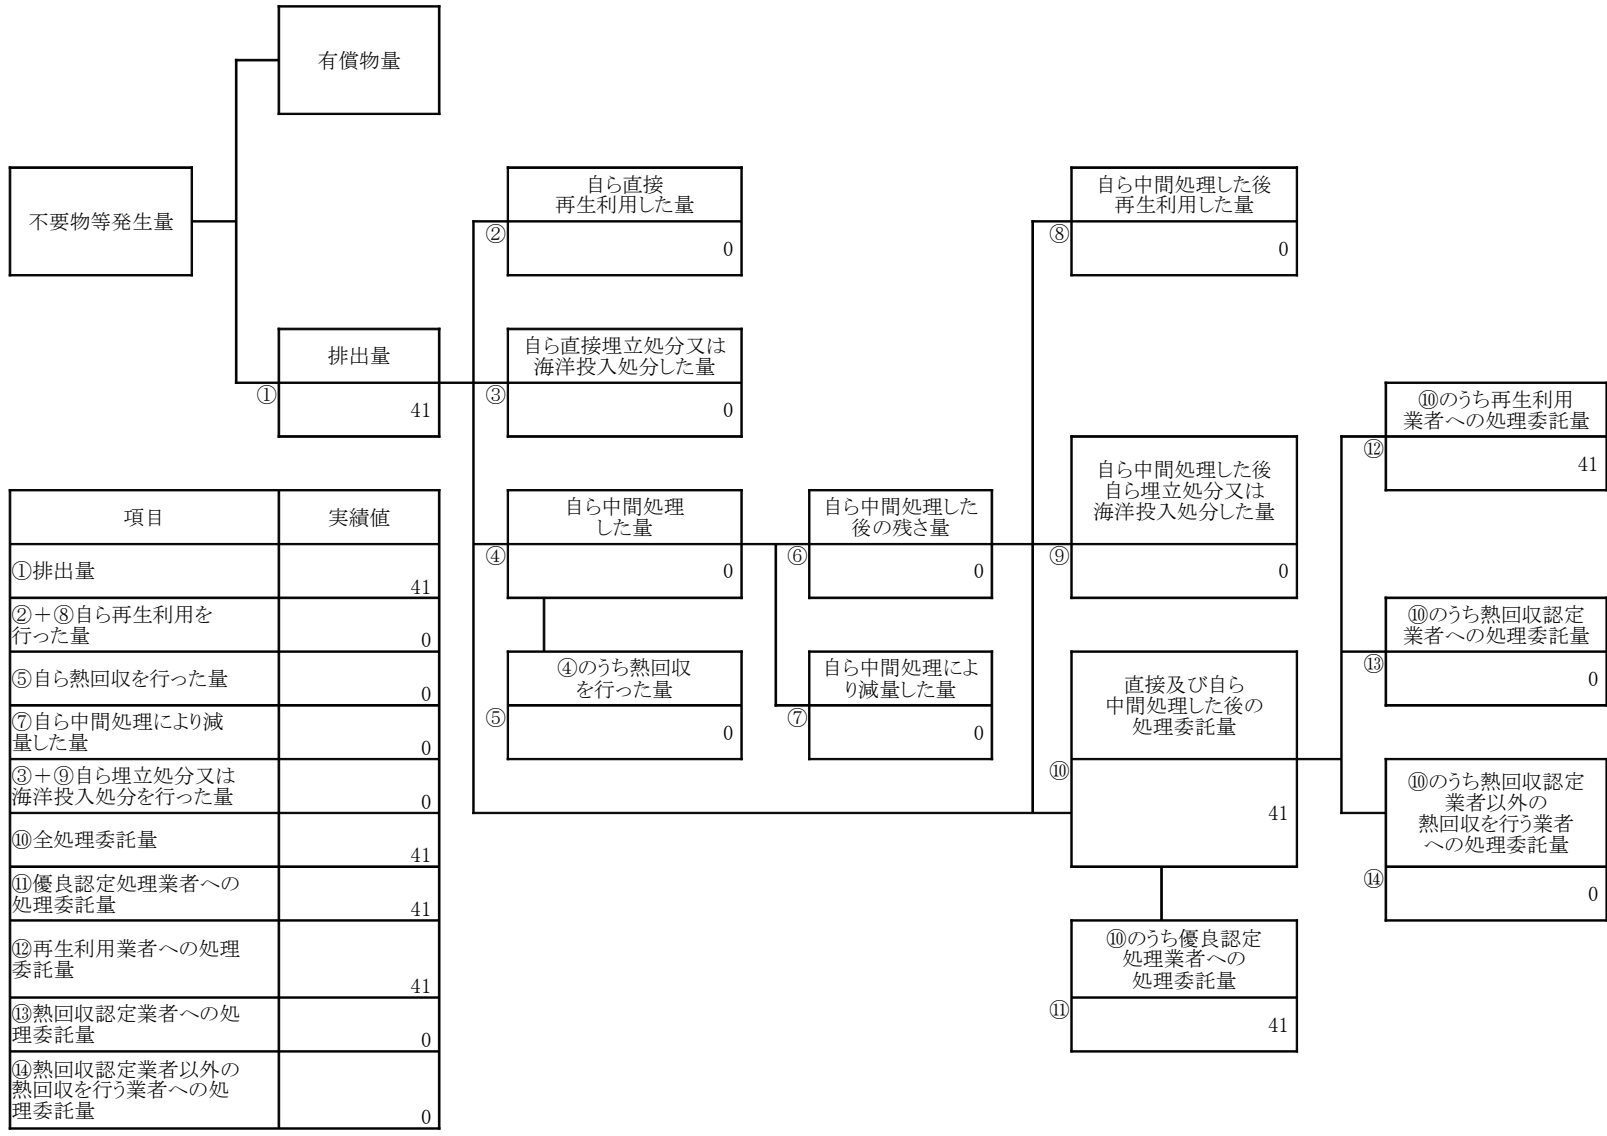 有償物量
不要物等発生量
自ら直接
再生利用した量
②
0
自ら中間処理した後
再生利用した量
⑧
0
排出量
①
41
自ら直接埋立処分又は
海洋投入処分した量
③
0
⑩のうち再生利用
業者への処理委託量
⑫
41
自ら中間処理
した量
④
0
自ら中間処理した
後の残さ量
⑥
0
自ら中間処理した後
自ら埋立処分又は
海洋投入処分した量
⑨
0
⑩のうち熱回収認定
業者への処理委託量
⑬
0
④のうち熱回収
を行った量
⑤
0
自ら中間処理によ
り減量した量
⑦
0
直接及び自ら
中間処理した後の
処理委託量
⑩
41
⑩のうち熱回収認定
業者以外の
熱回収を行う業者
への処理委託量
⑭
0
⑩のうち優良認定
処理業者への
処理委託量
⑪
41
項目 実績値
①排出量
41
②+⑧自ら再生利用を
行った量 0
⑤自ら熱回収を行った量 0
⑦自ら中間処理により減
量した量 0
③+⑨自ら埋立処分又は
海洋投入処分を行った量 0
⑩全処理委託量
41
⑪優良認定処理業者への
処理委託量 41
⑫再生利用業者への処理
委託量
41
⑬熱回収認定業者への処
理委託量 0
⑭熱回収認定業者以外の
熱回収を行う業者への処
理委託量 0